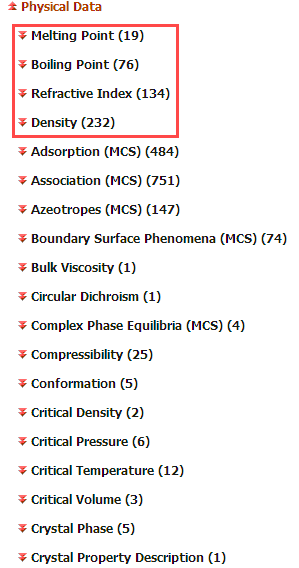 Physical Data
Melting Point (19)
Boiling Point (76)
Refractive Index (134)
Density (232)
Adsorption (MCS) (484)
Association (MCS) (751)
Azeotropes (MCS) (147)
Boundary Surface Phenomena (MCS) (74)
Bulk Viscosity (1)
Circular Dichroism (1)
Complex Phase Equilibria (MCS) (4)
Compressibility (25)
Conformation (5)
Critical Density (2)
Critical Pressure (6)
Critical Temperature (12)
Critical Volume (3)
Crystal Phase (5)
Crystal Property Description (1)